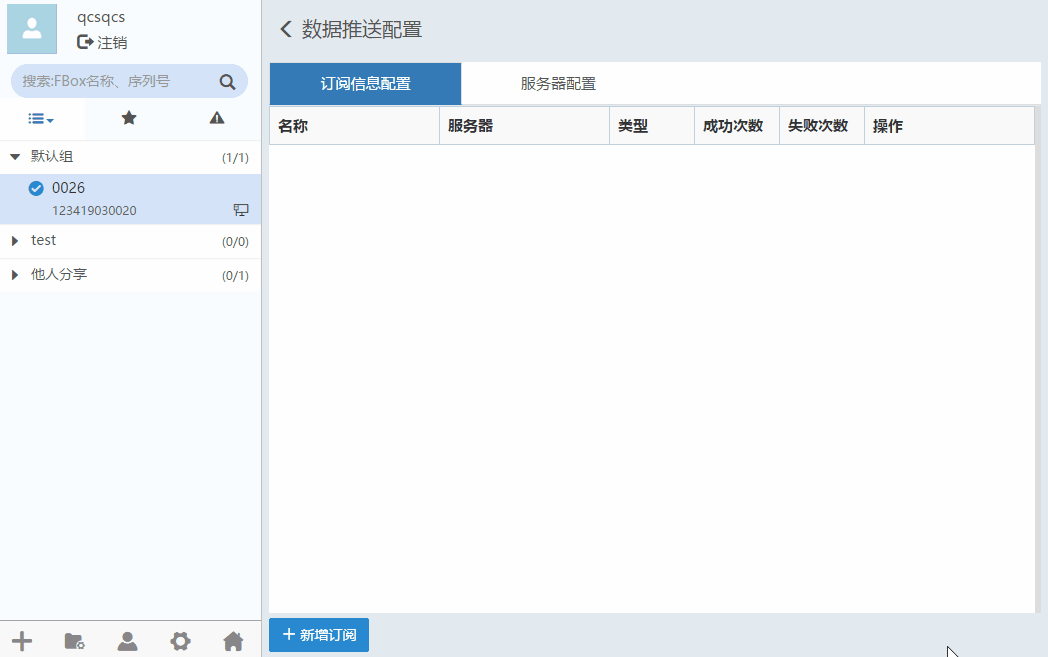 qcsqcs
注销
搜索:FBox名称、序列号
默认组 (1/1)
0026
123419030020
test (0/0)
他人分享 (0/1)
数据推送配置
订阅信息配置 服务器配置
名称 服务器 类型 成功次数 失败次数 操作
新增订阅